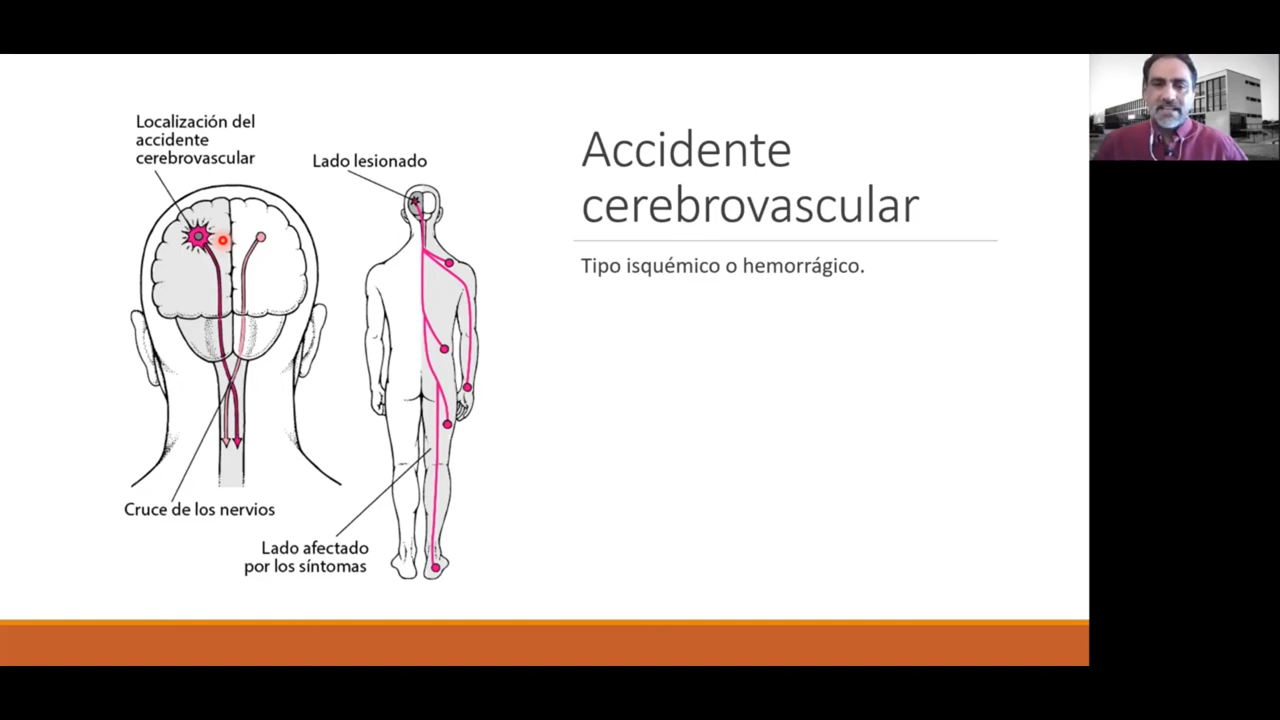 Localización del
accidente
cerebrovascular
Lado lesionado
Cruce de los nervios
Lado afectado
por los síntomas
Accidente
cerebrovascular
Tipo isquémico o hemorrágico.